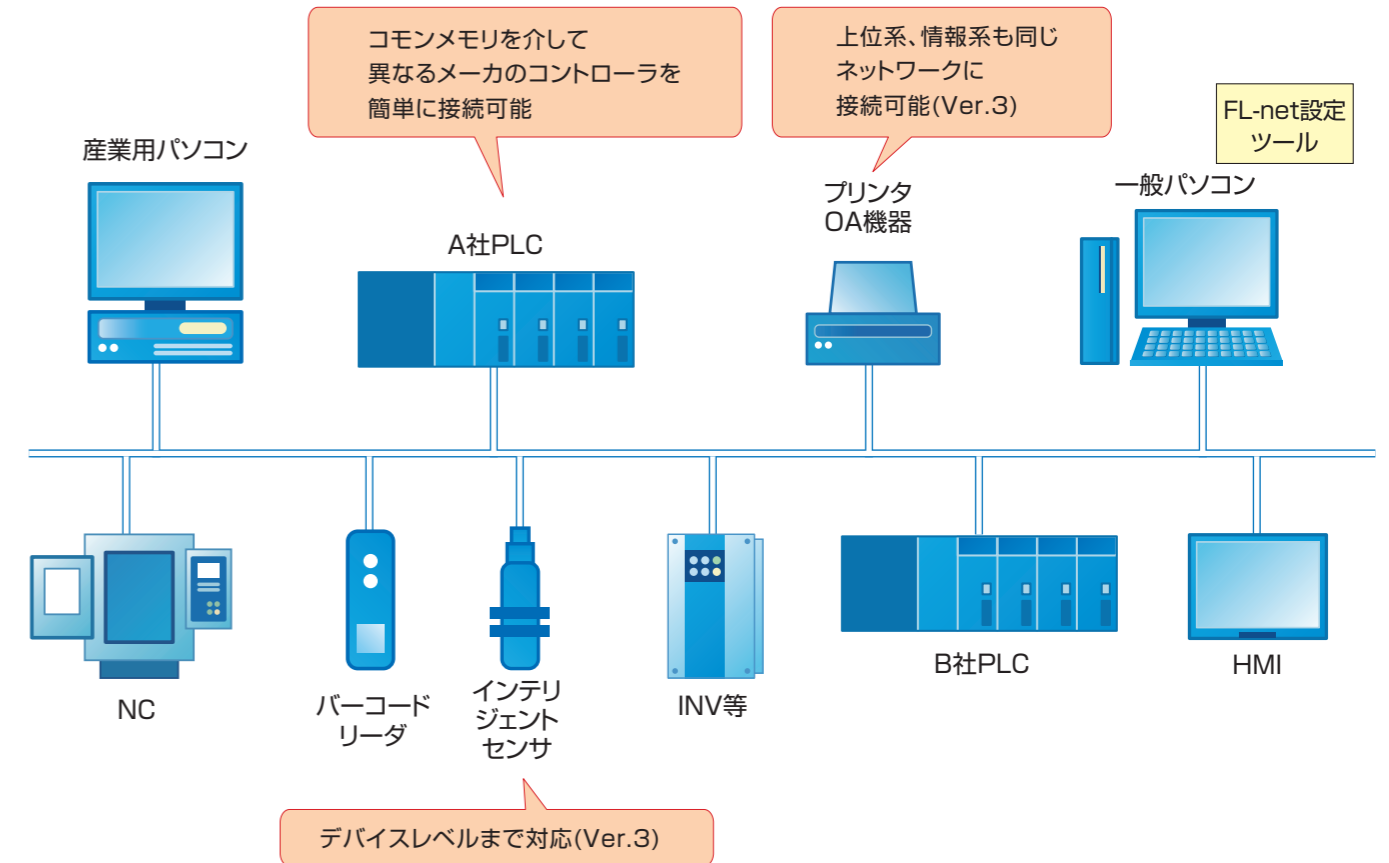 コモンメモリを介して
異なるメーカのコントローラを
簡単に接続可能
上位系、情報系も同じ
ネットワークに
接続可能(Ver.3)
FL-net設定
ツール
産業用パソコン
A社PLC
プリンタ
OA機器
一般パソコン
NC
バーコード
リーダ
インテリ
ジェント
センサ
INV等
B社PLC
HMI
デバイスレベルまで対応(Ver.3)